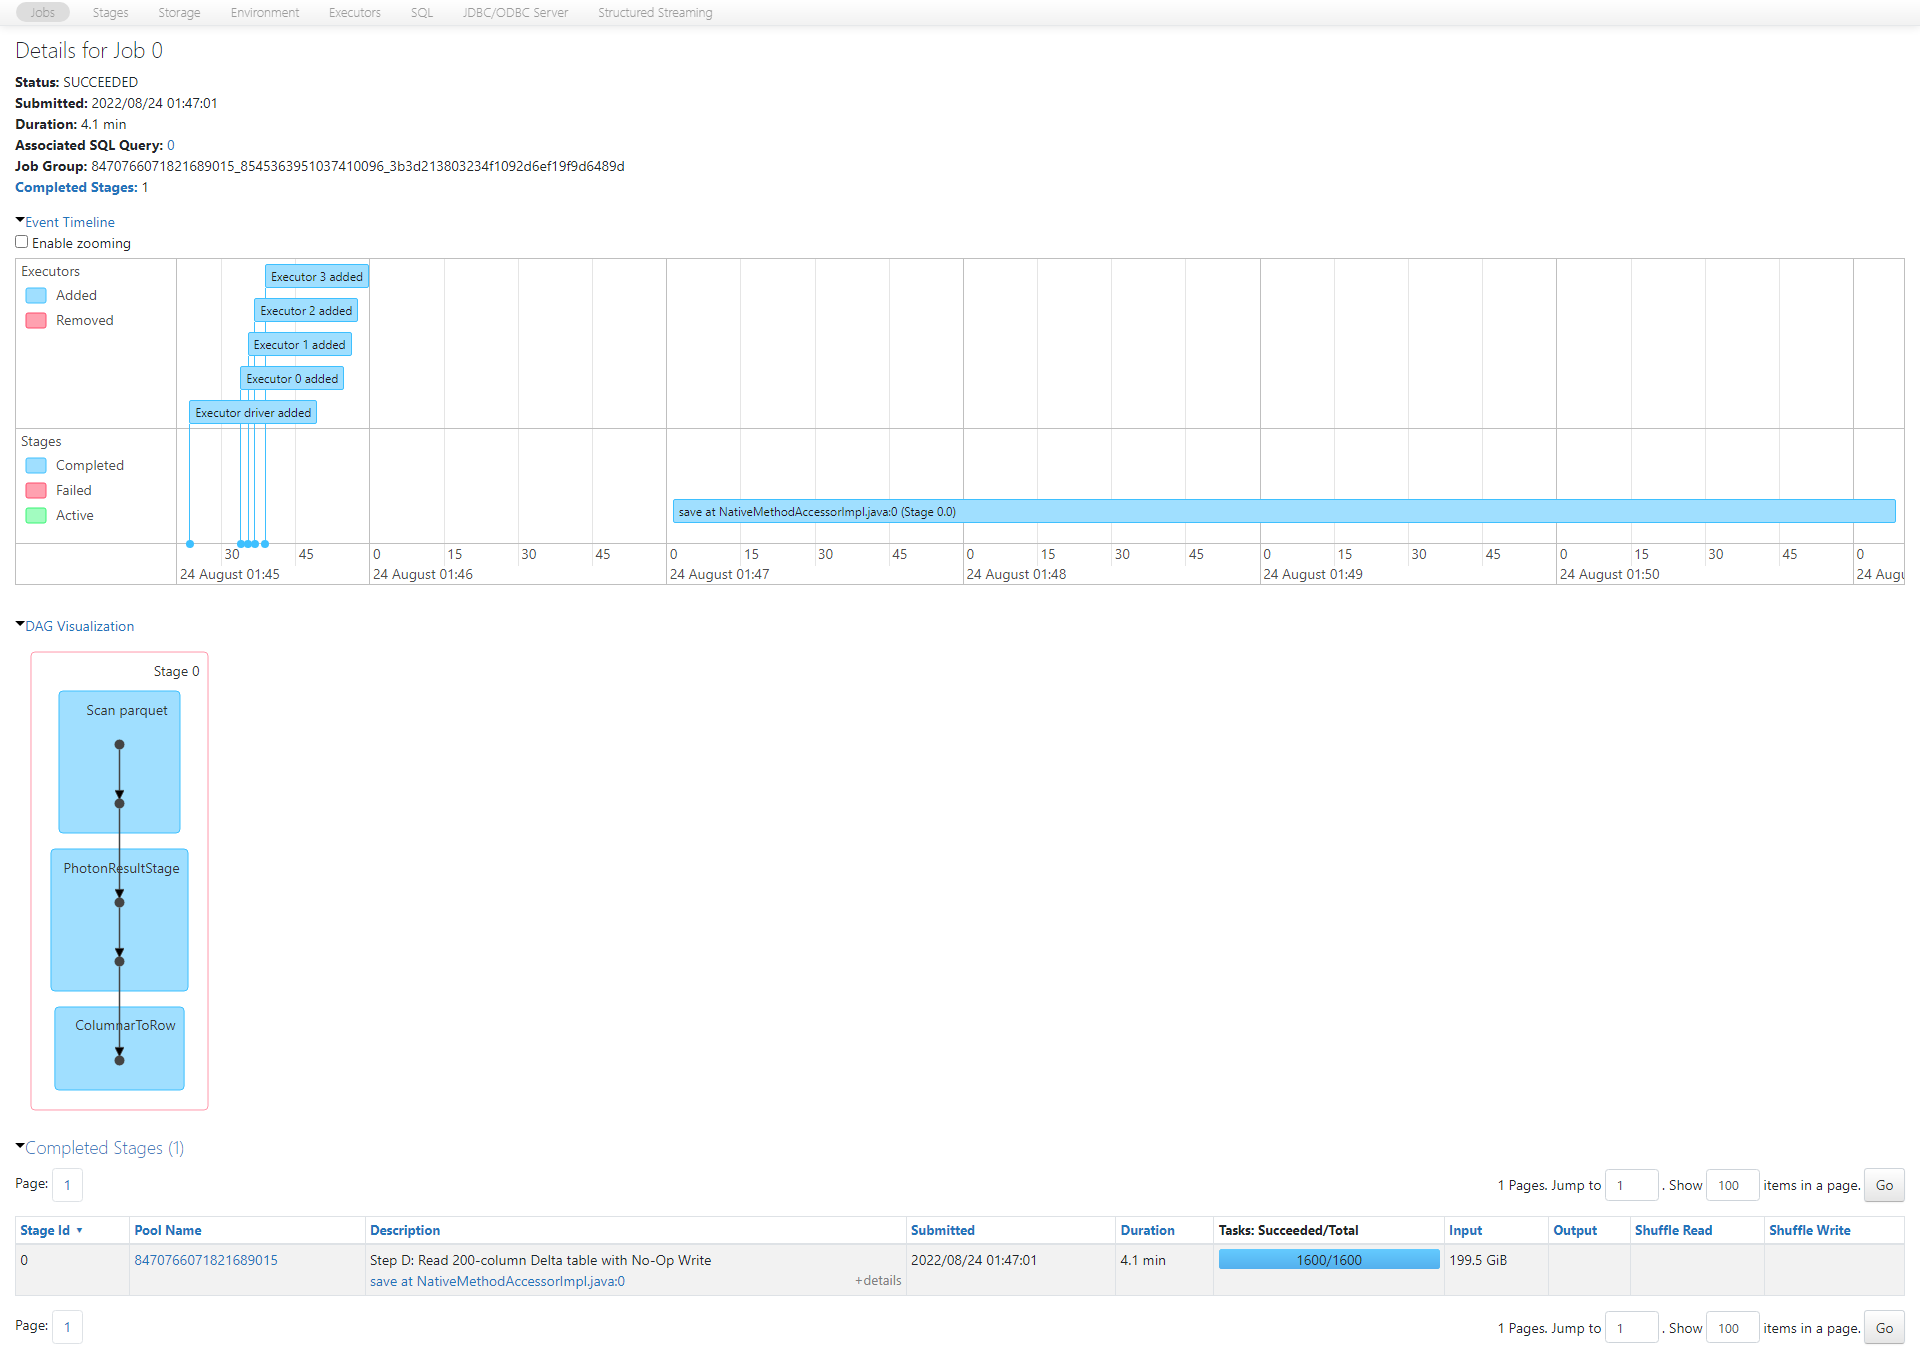 Jobs Stages Storage Environment Executors SQL JDBC/ODBC Server Structured Streaming
Details for Job 0
Status: SUCCEEDED
Submitted: 2022/08/24 01:47:01
Duration: 4.1 min
Associated SQL Query: 0
Job Group: 8470766071821689015_8545363951037410096_3b3d213803234f1092d6ef19f9d6489d
Completed Stages: 1
Event Timeline
Enable zooming
Executors
Added
Removed
Executor 3 added
Executor 2 added
Executor 1 added
Executor 0 added
Executor driver added
Stages
Completed
Failed
Active
save at NativeMethodAccessorImpl.java:0 (Stage 0.0)
30 45 0 15 30 45 0 15 30 45 0 15 30 45 0 15 30 45 0 15 30 45 0
24 August 01:45 24 August 01:46 24 August 01:47 24 August 01:48 24 August 01:49 24 August 01:50 24 Augu
DAG Visualization
Stage 0
Scan parquet
PhotonResultStage
ColumnarToRow
Completed Stages (1)
Page: 1 1 Pages. Jump to 1 . Show 100 items in a page. Go
Stage Id Pool Name Description Submitted Duration Tasks: Succeeded/Total Input Output Shuffle Read Shuffle Write
0 8470766071821689015 Step D: Read 200-column Delta table with No-Op Write 2022/08/24 01:47:01 4.1 min 1600/1600 199.5 GiB
save at NativeMethodAccessorImpl.java:0 +details
Page: 1 1 Pages. Jump to 1 . Show 100 items in a page. Go